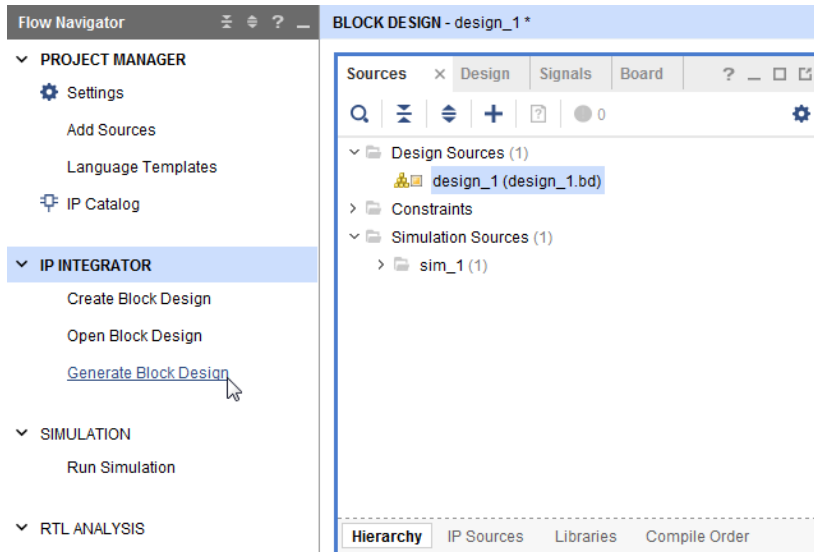 Flow Navigator
?
PROJECT MANAGER
Settings
Add Sources
Language Templates
IP Catalog
IP INTEGRATOR
Create Block Design
Open Block Design
Generate Block Design
SIMULATION
Run Simulation
RTL ANALYSIS
BLOCK DESIGN - design_1 *
Sources Design Signals Board ?
? 0
Design Sources (1)
design_1 (design_1.bd)
Constraints
Simulation Sources (1)
sim_1 (1)
Hierarchy IP Sources Libraries Compile Order